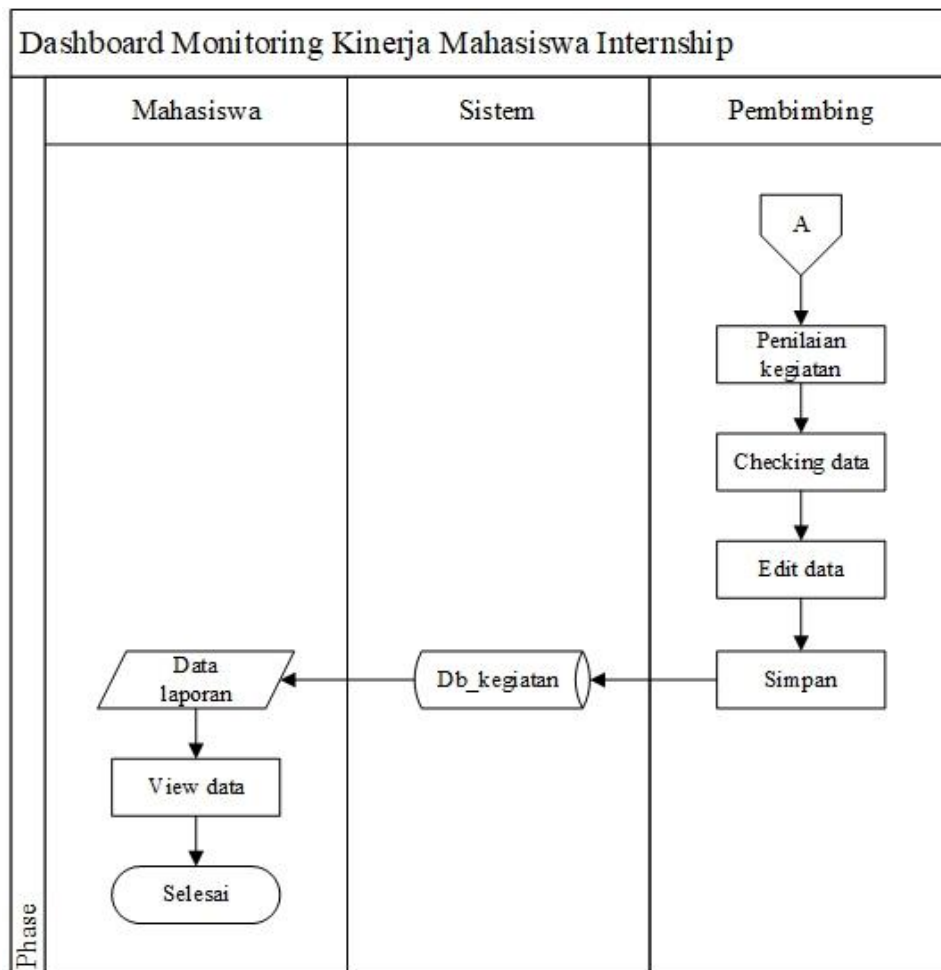 Dashboard Monitoring Kinerja Mahasiswa Internship
Mahasiswa
Sistem
Pembimbing
A
Penilaian
kegiatan
Checking data
Edit data
Data
laporan
Db_kegiatan
Simpan
View data
Selesai
Phase